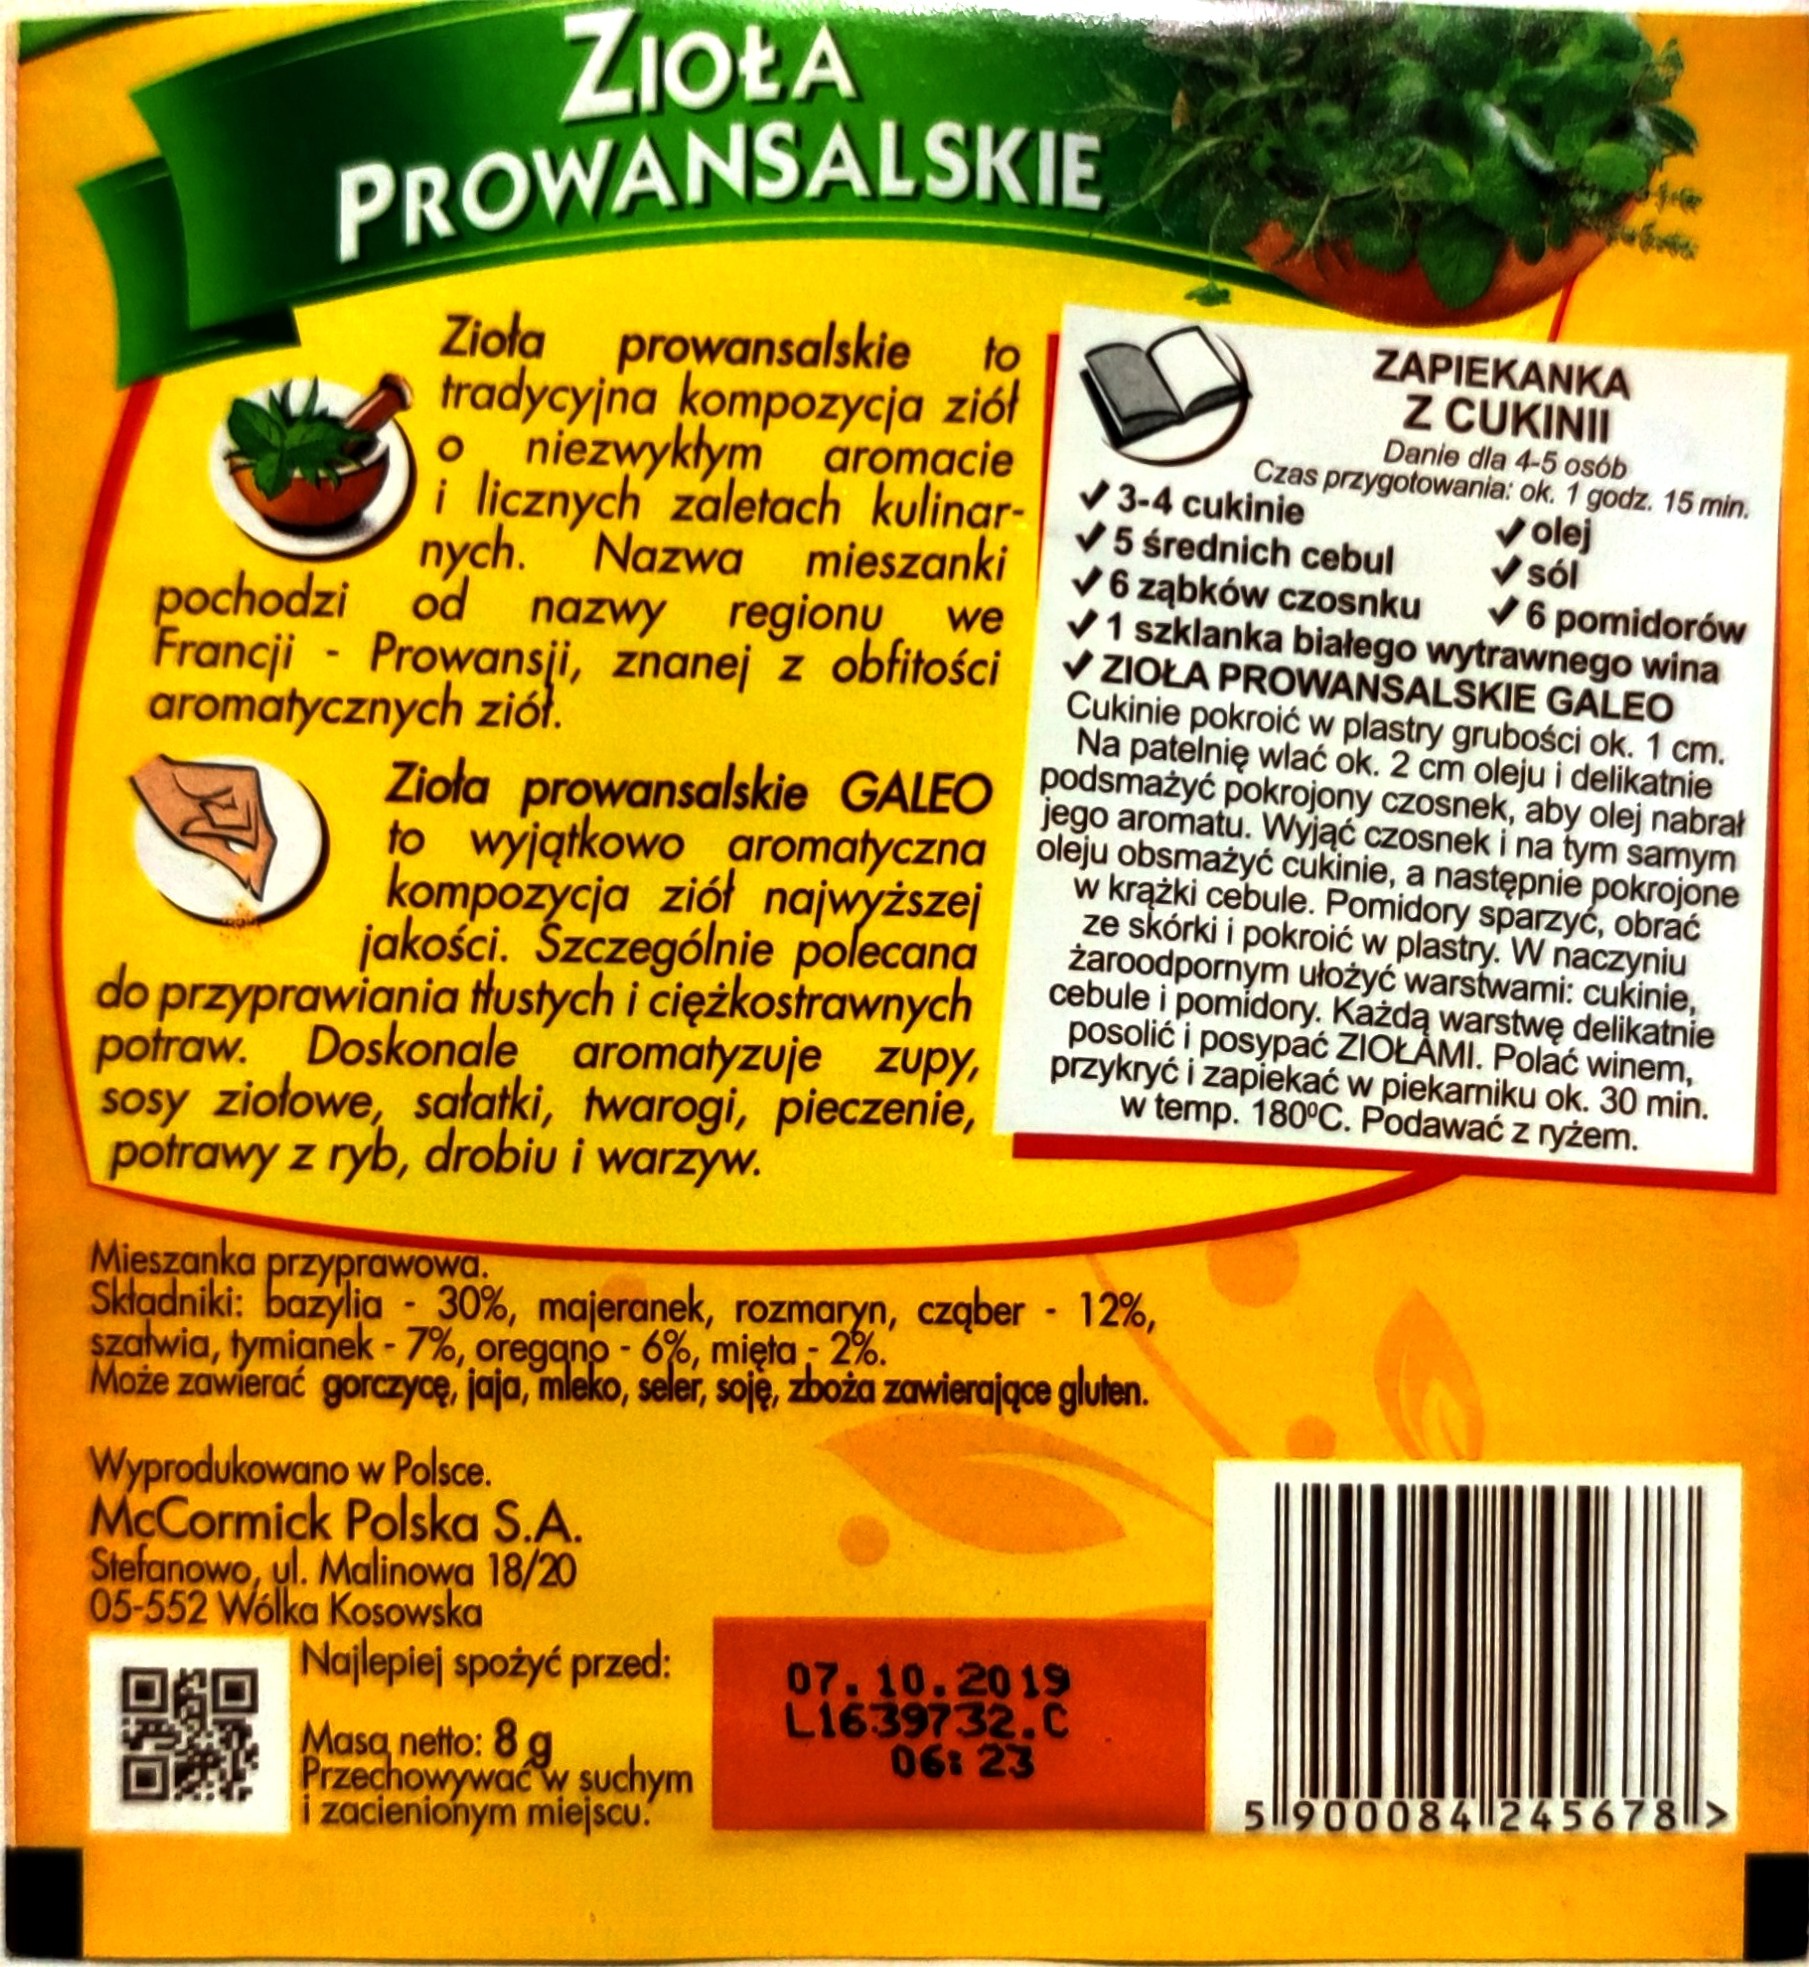 ZIOŁA
PROWANSALSKIE
Zioła prowansalskie to
tradycyjna kompozycja ziół
o niezwykłym aromacie
i licznych zaletach kulinar-
nych. Nazwa mieszanki
pochodzi od nazwy regionu we
Francji - Prowansji, znanej z obfitości
aromatycznych ziół.
Zioła prowansalskie GALEO
to wyjątkowo aromatyczna
kompozycja ziół najwyższej
jakości. Szczególnie polecana
do przyprawiania tłustych i ciężkostrawnych
potraw. Doskonale aromatyzuje zupy,
sosy ziołowe, sałatki, twarogi, pieczenie,
potrawy z ryb, drobiu i warzyw.
ZAPIEKANKA
Z CUKINII
Danie dla 4-5 osób
Czas przygotowania: ok. 1 godz. 15 min.
✓ 3-4 cukinie ✓ olej
✓ 5 średnich cebul ✓ sól
✓ 6 ząbków czosnku ✓ 6 pomidorów
✓ 1 szklanka białego wytrawnego wina
✓ ZIOŁA PROWANSALSKIE GALEO
Cukinie pokroić w plastry grubości ok. 1 cm.
Na patelnię wlać ok. 2 cm oleju i delikatnie
podsmażyć pokrojony czosnek, aby olej nabrał
jego aromatu. Wyjąć czosnek i na tym samym
oleju obsmażyć cukinie, a następnie pokrojone
w krążki cebule. Pomidory sparzyć, obrać
ze skórki i pokroić w plastry. W naczyniu
żaroodpornym ułożyć warstwami: cukinie,
cebule i pomidory. Każdą warstwę delikatnie
posolić i posypać ZIOŁAMI. Polać winem,
przykryć i zapiekać w piekarniku ok. 30 min.
w temp. 180ºC. Podawać z ryżem.
Mieszanka przyprawowa.
Składniki: bazylia - 30%, majeranek, rozmaryn, cząber - 12%,
szałwia, tymianek - 7%, oregano - 6%, mięta - 2%.
Może zawierać gorczycę, jaja, mleko, seler, soję, zboża zawierające gluten.
Wyprodukowano w Polsce.
McCormick Polska S.A.
Stefanowo, ul. Malinowa 18/20
05-552 Wólka Kosowska
Najlepiej spożyć przed:
Masa netto: 8 g
Przechowywać w suchym
i zacienionym miejscu.
07.10.2019
L1639732.C
06:23
5 900084 245678 >